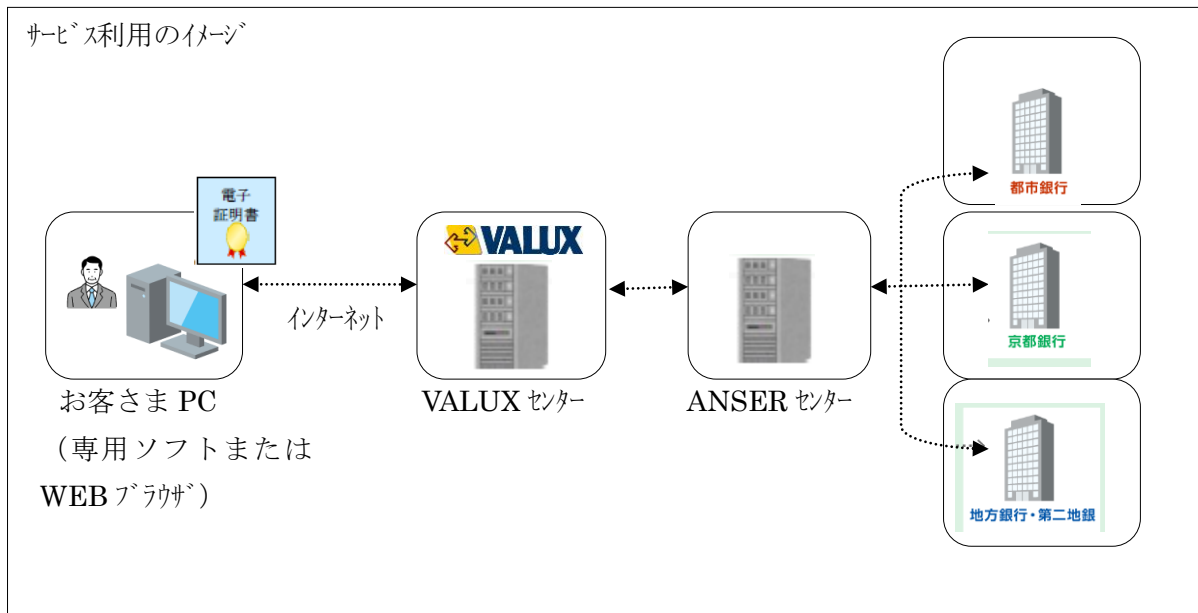 サービス利用のイメージ
電子
証明書
VALUX
インターネット
お客さま PC
（専用ソフトまたは
WEB ブラウザ）
VALUX センター
ANSER センター
都市銀行
京都銀行
地方銀行・第二地銀